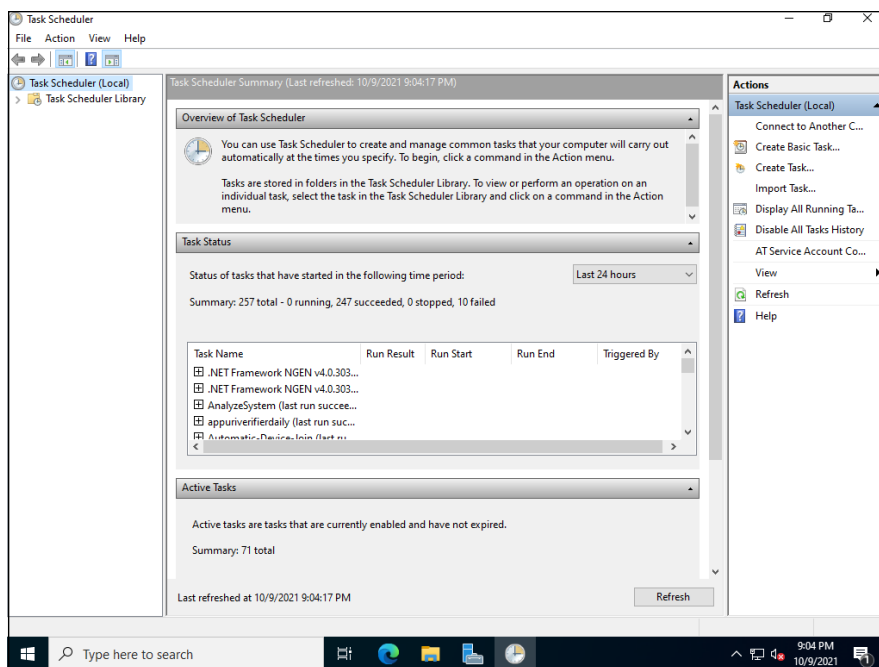 Task Scheduler
File Action View Help
Task Scheduler (Local)
Task Scheduler Library
Task Scheduler Summary (Last refreshed: 10/9/2021 9:04:17 PM)
Overview of Task Scheduler
You can use Task Scheduler to create and manage common tasks that your computer will carry out
automatically at the times you specify. To begin, click a command in the Action menu.
Tasks are stored in folders in the Task Scheduler Library. To view or perform an operation on an
individual task, select the task in the Task Scheduler Library and click on a command in the Action
menu.
Task Status
Status of tasks that have started in the following time period:
Last 24 hours
Summary: 257 total - 0 running, 247 succeeded, 0 stopped, 10 failed
Task Name Run Result Run Start Run End Triggered By
.NET Framework NGEN v4.0.303...
.NET Framework NGEN v4.0.303...
AnalyzeSystem (last run succee...
appuriverifierdaily (last run suc...
Automatic-Device-Join (last ru...
Active Tasks
Active tasks are tasks that are currently enabled and have not expired.
Summary: 71 total
Last refreshed at 10/9/2021 9:04:17 PM
Refresh
Actions
Task Scheduler (Local)
Connect to Another C...
Create Basic Task...
Create Task...
Import Task...
Display All Running Ta...
Disable All Tasks History
AT Service Account Co...
View
Refresh
Help
Type here to search
9:04 PM
10/9/2021
1